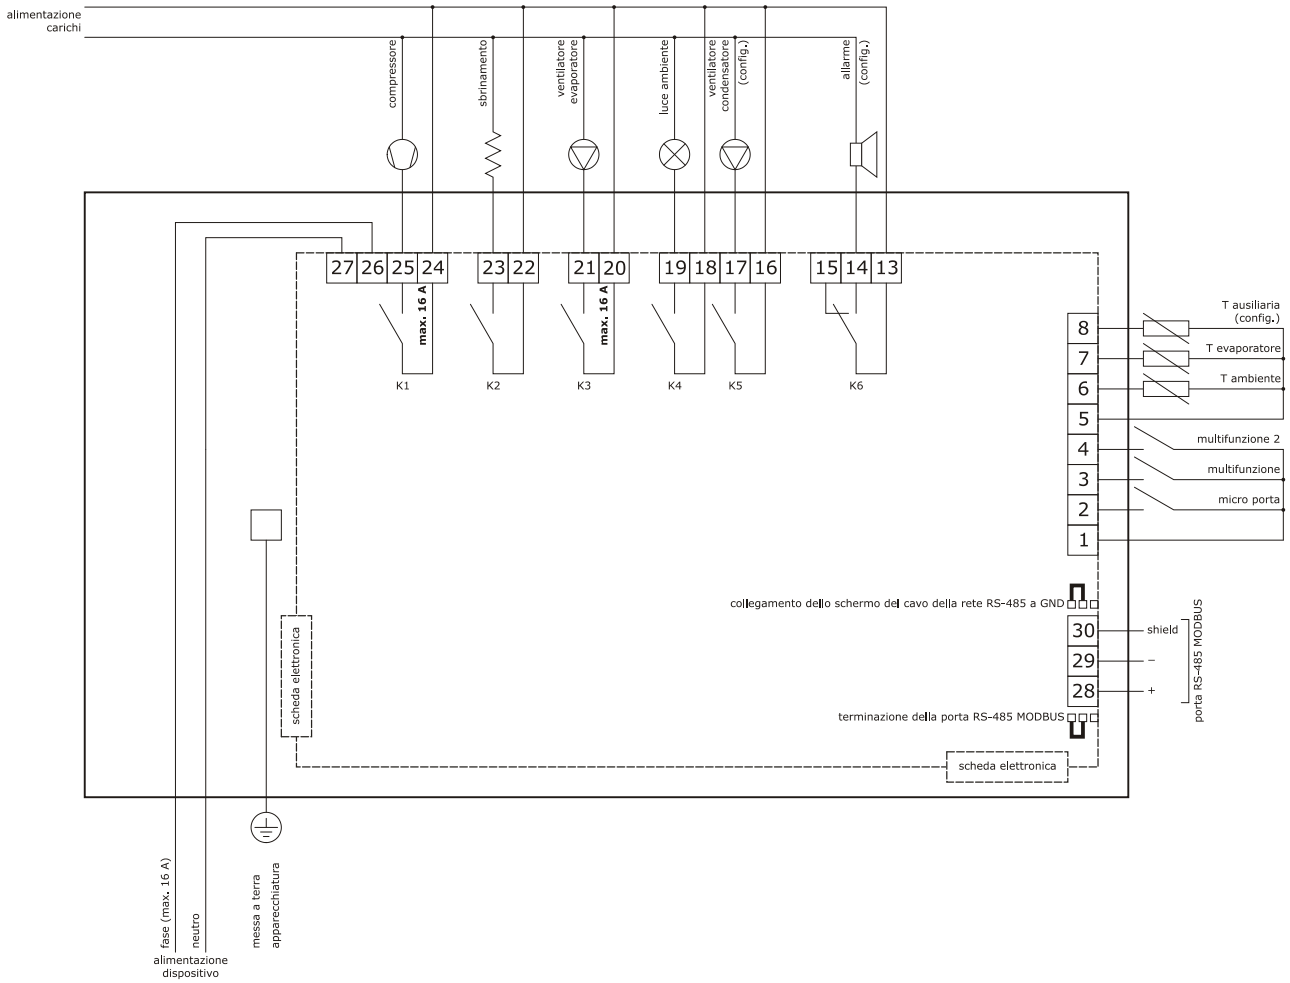 alimentazione
carichi
compressore
sbrinamento
ventilatore
evaporatore
luce ambiente
ventilatore
condensatore
(config.)
allarme
(config.)
27 26 25 24 23 22 21 20 19 18 17 16 15 14 13
max. 16 A
max. 16 A
K1 K2 K3 K4 K5 K6
8
T ausiliaria
(config.)
7
T evaporatore
6
T ambiente
5
4
multifunzione 2
3
multifunzione
2
micro porta
1
collegamento dello schermo del cavo della rete RS-485 a GND
30
shield
29
–
28
+
porta RS-485 MODBUS
terminazione della porta RS-485 MODBUS
scheda elettronica
scheda elettronica
fase (max. 16 A)
neutro
alimentazione
dispositivo
messa a terra
apparecchiatura